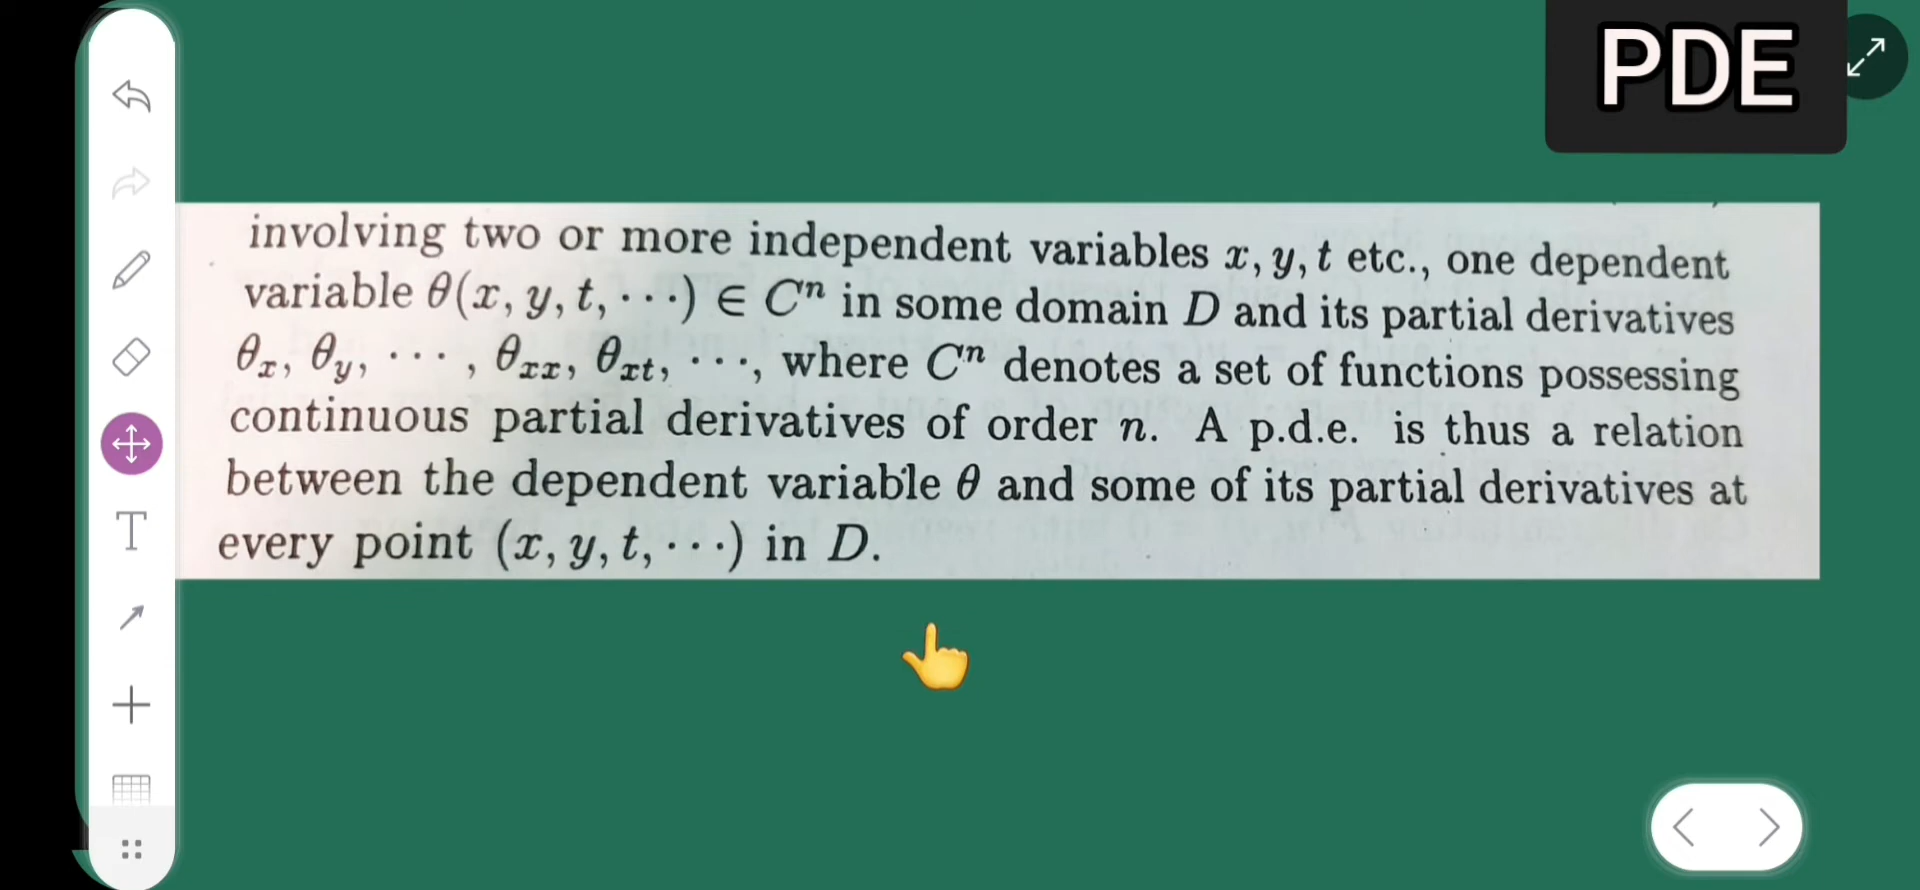 PDE
involving two or more independent variables x, y, t etc., one dependent
variable θ(x, y, t, ···) ∈ Cⁿ in some domain D and its partial derivatives
θₓ, θ_y, ··· , θₓₓ, θₓₜ, ···, where Cⁿ denotes a set of functions possessing
continuous partial derivatives of order n. A p.d.e. is thus a relation
between the dependent variable θ and some of its partial derivatives at
every point (x, y, t, ···) in D.
T